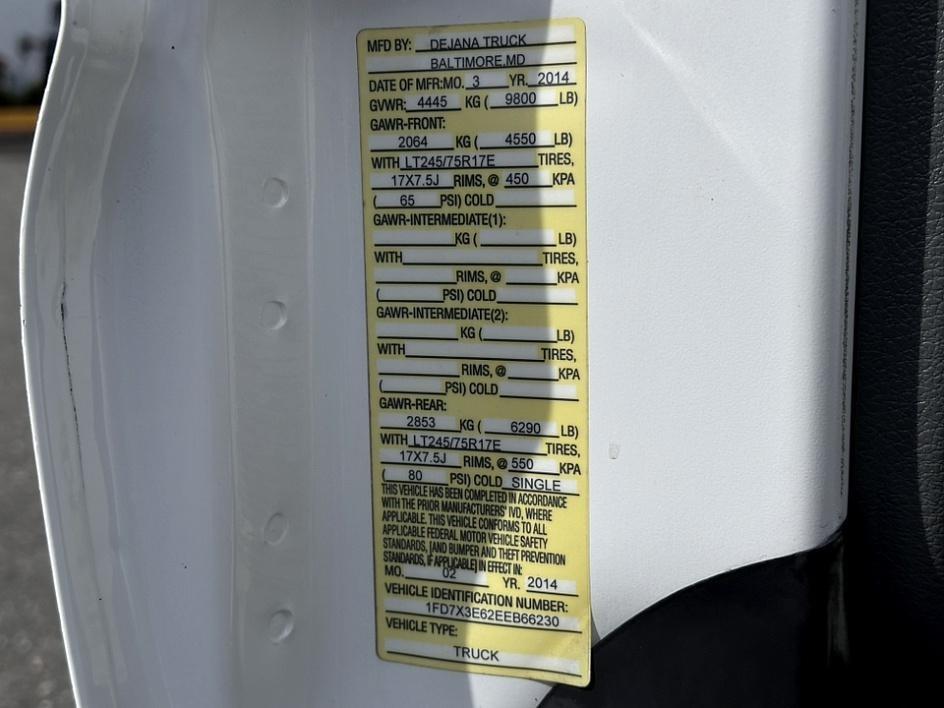 MFD BY: DEJANA TRUCK
BALTIMORE,MD
DATE OF MFR:MO. 3 YR. 2014
GVWR: 4445 KG ( 9800 LB)
GAWR-FRONT:
2064 KG ( 4550 LB)
WITH LT245/75R17E TIRES,
17X7.5J RIMS, @ 450 KPA
( 65 PSI) COLD
GAWR-INTERMEDIATE(1):
KG ( LB)
WITH TIRES,
RIMS, @ KPA
( PSI) COLD
GAWR-INTERMEDIATE(2):
KG ( LB)
WITH TIRES,
RIMS, @ KPA
( PSI) COLD
GAWR-REAR:
2853 KG ( 6290 LB)
WITH LT245/75R17E TIRES,
17X7.5J RIMS, @ 550 KPA
( 80 PSI) COLD SINGLE
THIS VEHICLE HAS BEEN COMPLETED IN ACCORDANCE
WITH THE PRIOR MANUFACTURERS' IVD, WHERE
APPLICABLE. THIS VEHICLE CONFORMS TO ALL
APPLICABLE FEDERAL MOTOR VEHICLE SAFETY
STANDARDS, [AND BUMPER AND THEFT PREVENTION
STANDARDS, IF APPLICABLE] IN EFFECT IN:
MO. 02 YR. 2014
VEHICLE IDENTIFICATION NUMBER:
1FD7X3E62EEB66230
VEHICLE TYPE:
TRUCK